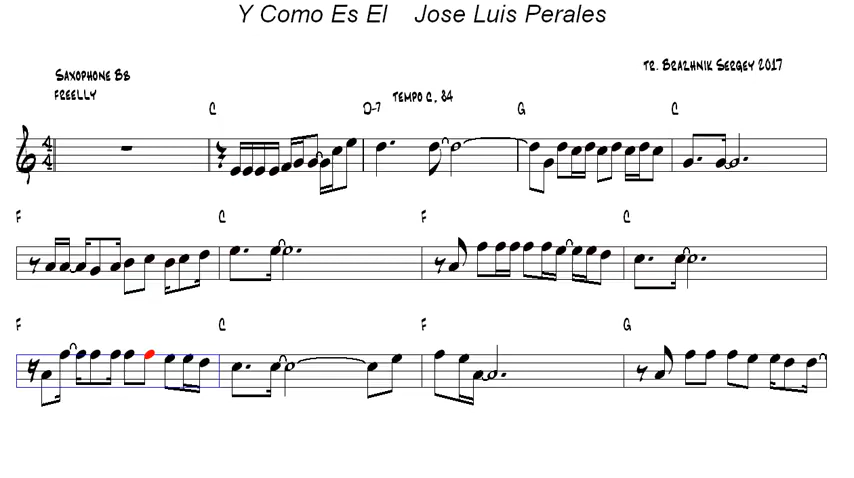 Y Como Es El Jose Luis Perales
tr. Brazhnik Sergey 2017
Saxophone Bb
freelly
C D-7 tempo c. 84 G C
F C F C
F C F G